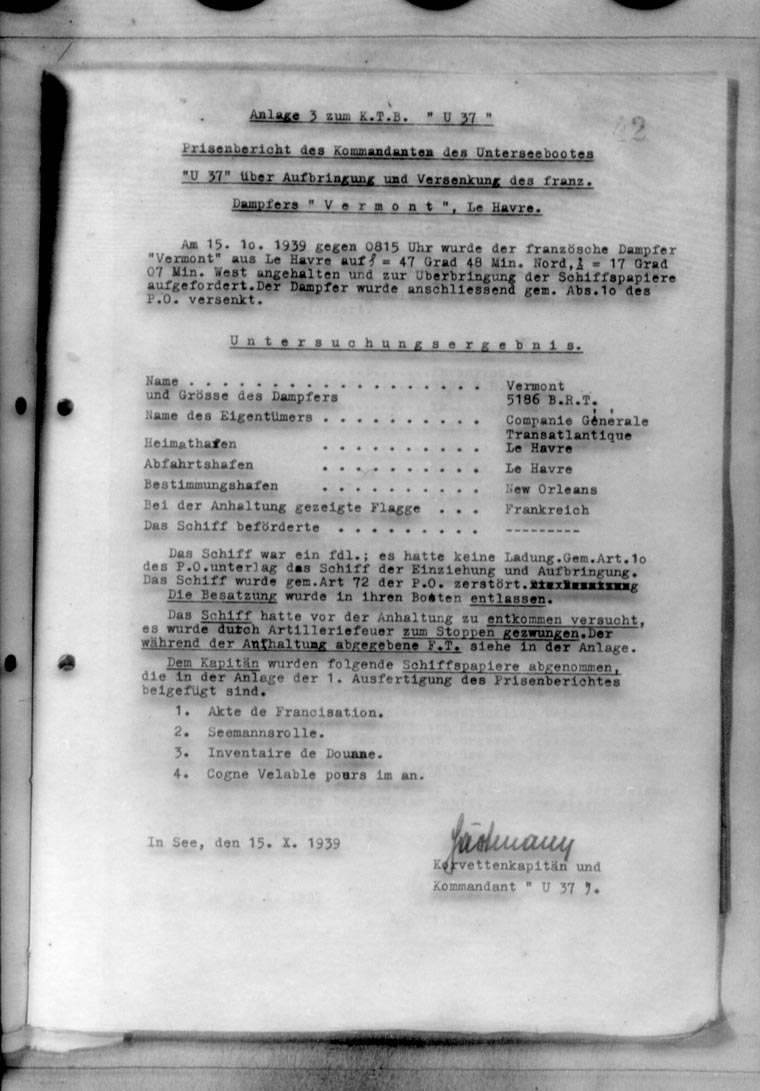 Anlage 3 zum K.T.B. " U 37 "
Prisenbericht des Kommandanten des Unterseebootes
"U 37" über Aufbringung und Versenkung des franz.
Dampfers " V e r m o n t ", Le Havre.
Am 15. 1o. 1939 gegen 0815 Uhr wurde der französche Dampfer
"Vermont" aus Le Havre auf φ = 47 Grad 48 Min. Nord, λ = 17 Grad
07 Min. West angehalten und zur Überbringung der Schiffspapiere
aufgefordert.Der Dampfer wurde anschliessend gem. Abs.1o des
P.O. versenkt.
U n t e r s u c h u n g s e r g e b n i s.
Name . . . . . . . . . . . . . . . . . . Vermont
und Grösse des Dampfers 5186 B.R.T.
Name des Eigentümers . . . . . . . . . . Companie Générale
Transatlantique
Heimathafen . . . . . . . . . . Le Havre
Abfahrtshafen . . . . . . . . . . Le Havre
Bestimmungshafen . . . . . . . . . . New Orleans
Bei der Anhaltung gezeigte Flagge . . . Frankreich
Das Schiff beförderte . . . . . . . . . ---------
Das Schiff war ein fdl.; es hatte keine Ladung.Gem.Art.1o
des P.O.unterlag das Schiff der Einziehung und Aufbringung.
Das Schiff wurde gem.Art 72 der P.O. zerstört.
Die Besatzung wurde in ihren Booten entlassen.
Das Schiff hatte vor der Anhaltung zu entkommen versucht,
es wurde durch Artilleriefeuer zum Stoppen gezwungen.Der
während der Anhaltung abgegebene F.T. siehe in der Anlage.
Dem Kapitän wurden folgende Schiffspapiere abgenommen,
die in der Anlage der 1. Ausfertigung des Prisenberichtes
beigefügt sind.
1. Akte de Francisation.
2. Seemannsrolle.
3. Inventaire de Douane.
4. Cogne Velable pours im an.
In See, den 15. X. 1939
Korvettenkapitän und
Kommandant " U 37 ".